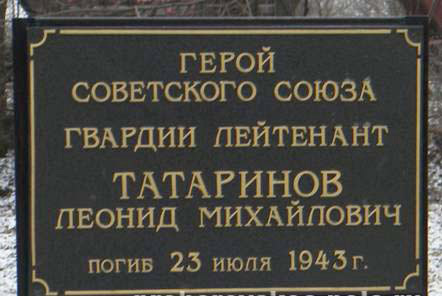 ГЕРОЙ
СОВЕТСКОГО СОЮЗА
ГВАРДИИ ЛЕЙТЕНАНТ
ТАТАРИНОВ
ЛЕОНИД МИХАЙЛОВИЧ
ПОГИБ 23 ИЮЛЯ 1943 Г.